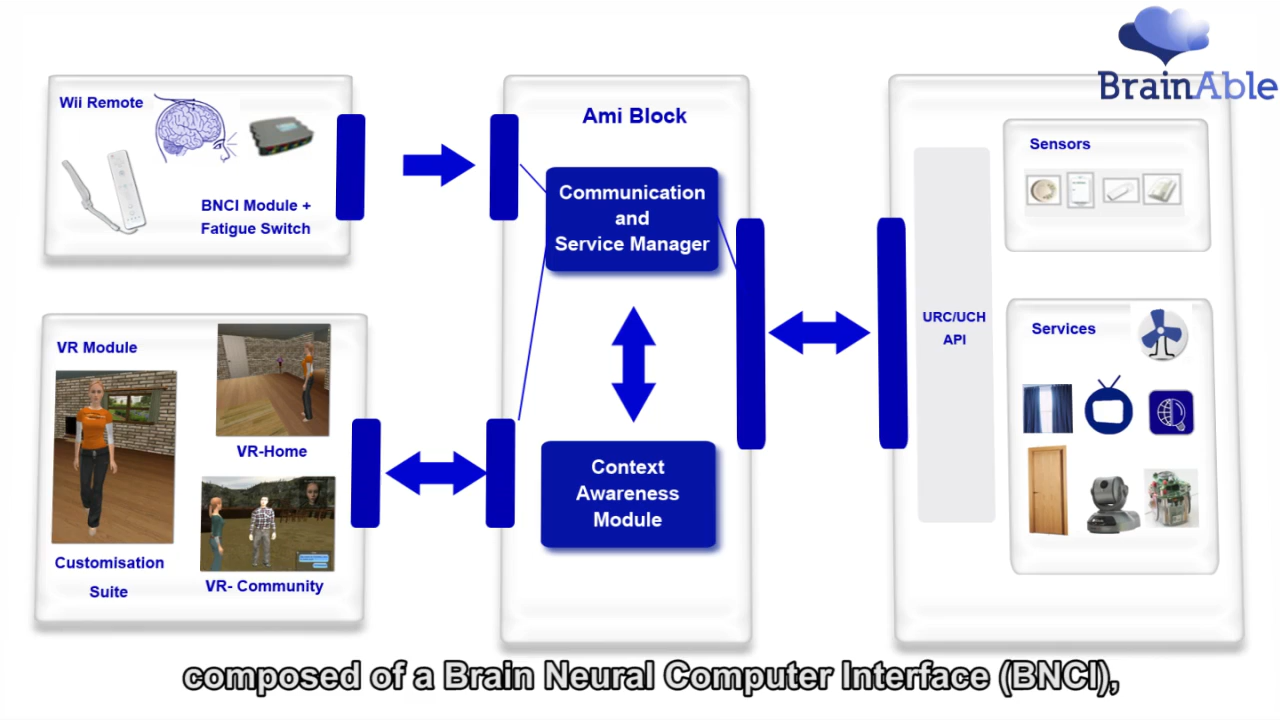 BrainAble
Wii Remote
BNCI Module +
Fatigue Switch
VR Module
VR-Home
Customisation
Suite
VR- Community
Ami Block
Communication
and
Service Manager
Context
Awareness
Module
URC/UCH
API
Sensors
Services
composed of a Brain Neural Computer Interface (BNCI),